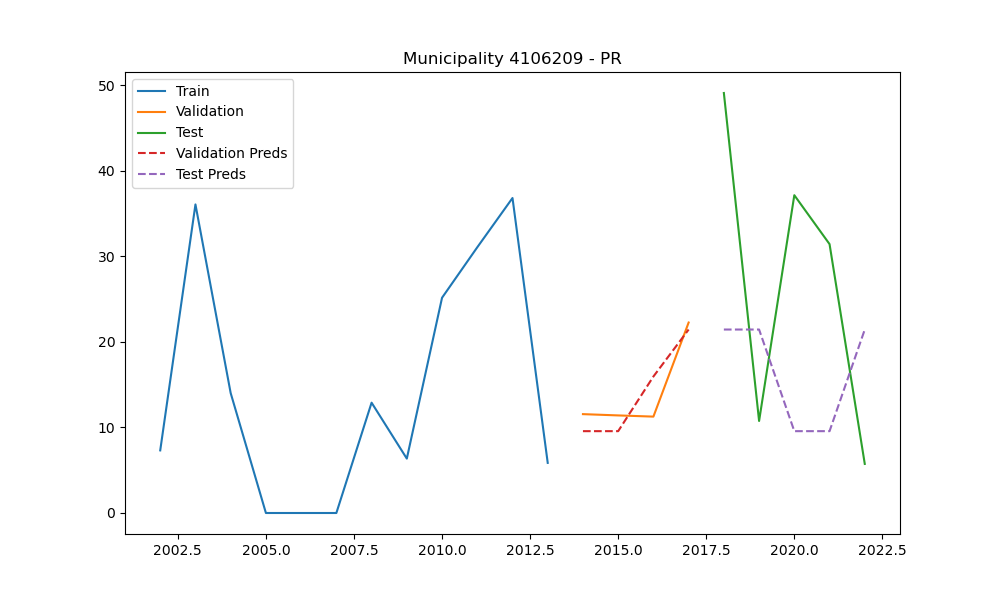 Municipality 4106209 - PR
Train
Validation
Test
Validation Preds
Test Preds
50
40
30
20
10
0
2002.5 2005.0 2007.5 2010.0 2012.5 2015.0 2017.5 2020.0 2022.5